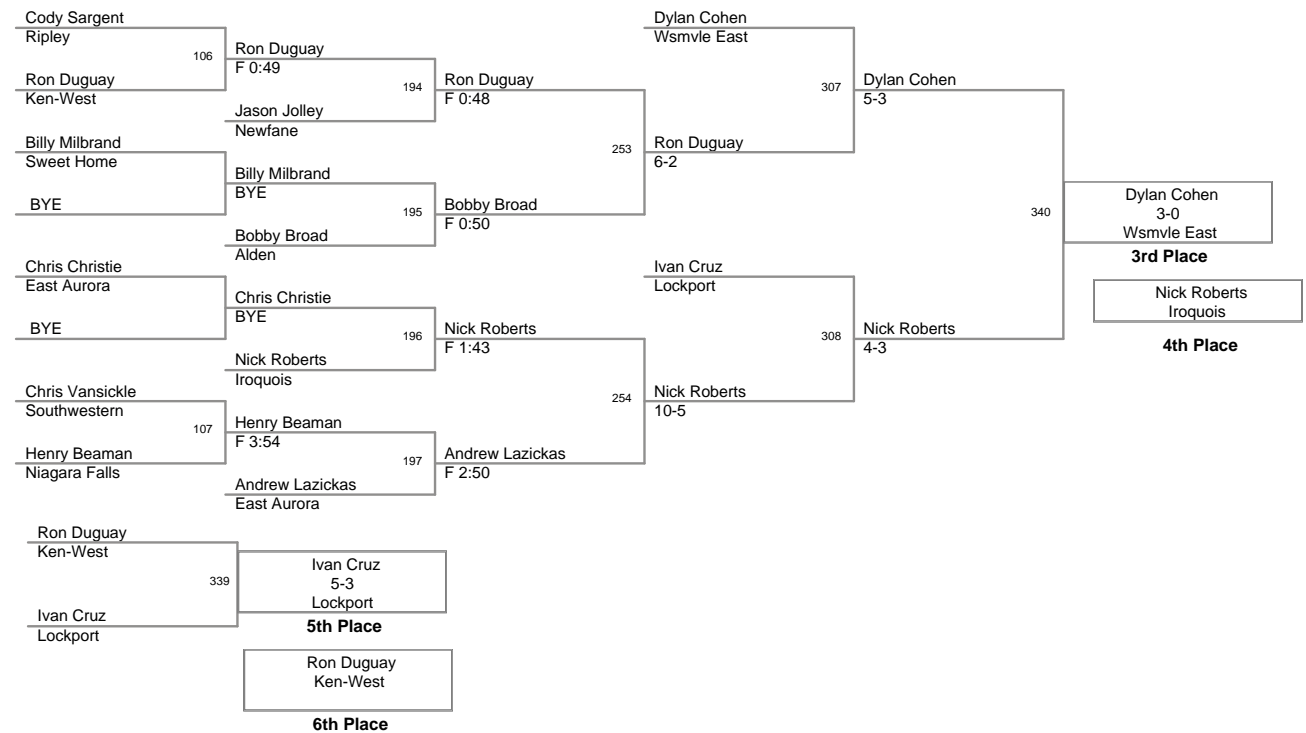 Cody Sargent
Ripley
106
Ron Duguay
F 0:49
Ron Duguay
Ken-West
194
Ron Duguay
F 0:48
Jason Jolley
Newfane
Billy Milbrand
Sweet Home
Billy Milbrand
BYE
BYE
195
Bobby Broad
F 0:50
Bobby Broad
Alden
253
Ron Duguay
6-2
Dylan Cohen
Wsmvle East
307
Dylan Cohen
5-3
Chris Christie
East Aurora
Chris Christie
BYE
BYE
196
Nick Roberts
F 1:43
Nick Roberts
Iroquois
Chris Vansickle
Southwestern
107
Henry Beaman
F 3:54
Henry Beaman
Niagara Falls
197
Andrew Lazickas
F 2:50
Andrew Lazickas
East Aurora
254
Nick Roberts
10-5
Ivan Cruz
Lockport
308
Nick Roberts
4-3
340
Dylan Cohen
3-0
Wsmvle East
3rd Place
Nick Roberts
Iroquois
4th Place
Ron Duguay
Ken-West
339
Ivan Cruz
Lockport
Ivan Cruz
5-3
Lockport
5th Place
Ron Duguay
Ken-West
6th Place